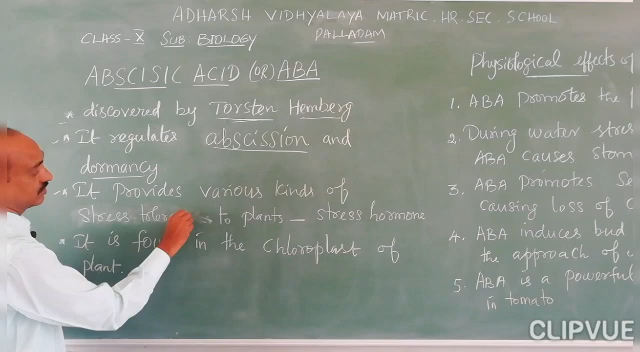 ADHARSH VIDHYALAYA MATRIC. HR. SEC. SCHOOL
PALLADAM
CLASS-X SUB: BIOLOGY
ABSCISIC ACID (OR) ABA
* discovered by Torsten Hemberg
* It regulates abscission and
dormancy
* It provides various kinds of
stress to plants - stress hormone
* It is in the chloroplast of
plant.
Physiological effects of
1. ABA promotes the
2. During water stres
ABA causes stom
3. ABA promotes Se
causing loss of c
4. ABA induces bud
the approach of
5. ABA is a powerful
in tomato
CLIPVUE